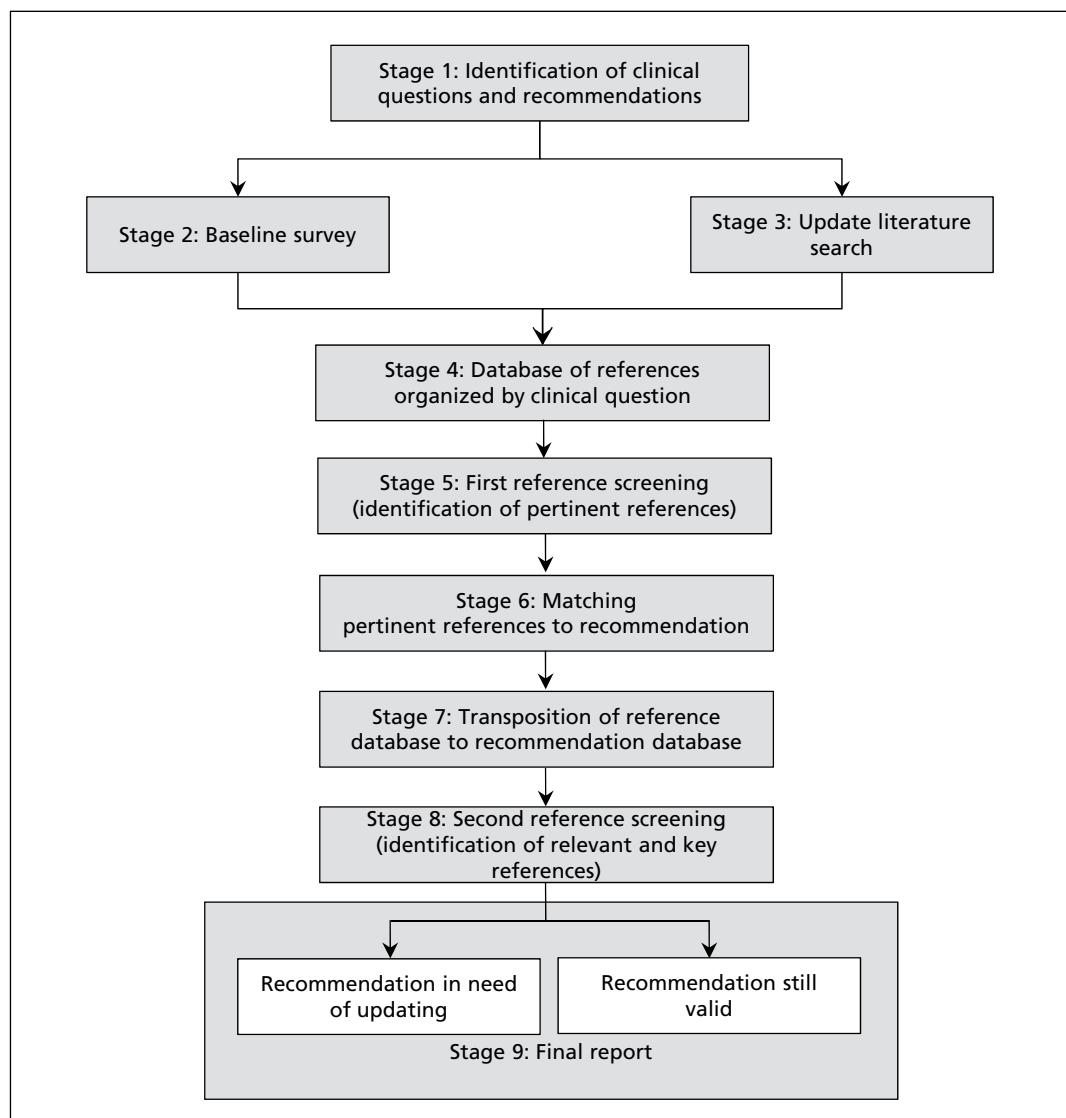 Stage 1: Identification of clinical
questions and recommendations
Stage 2: Baseline survey
Stage 3: Update literature
search
Stage 4: Database of references
organized by clinical question
Stage 5: First reference screening
(identification of pertinent references)
Stage 6: Matching
pertinent references to recommendation
Stage 7: Transposition of reference
database to recommendation database
Stage 8: Second reference screening
(identification of relevant and key
references)
Recommendation in need
of updating
Recommendation still
valid
Stage 9: Final report